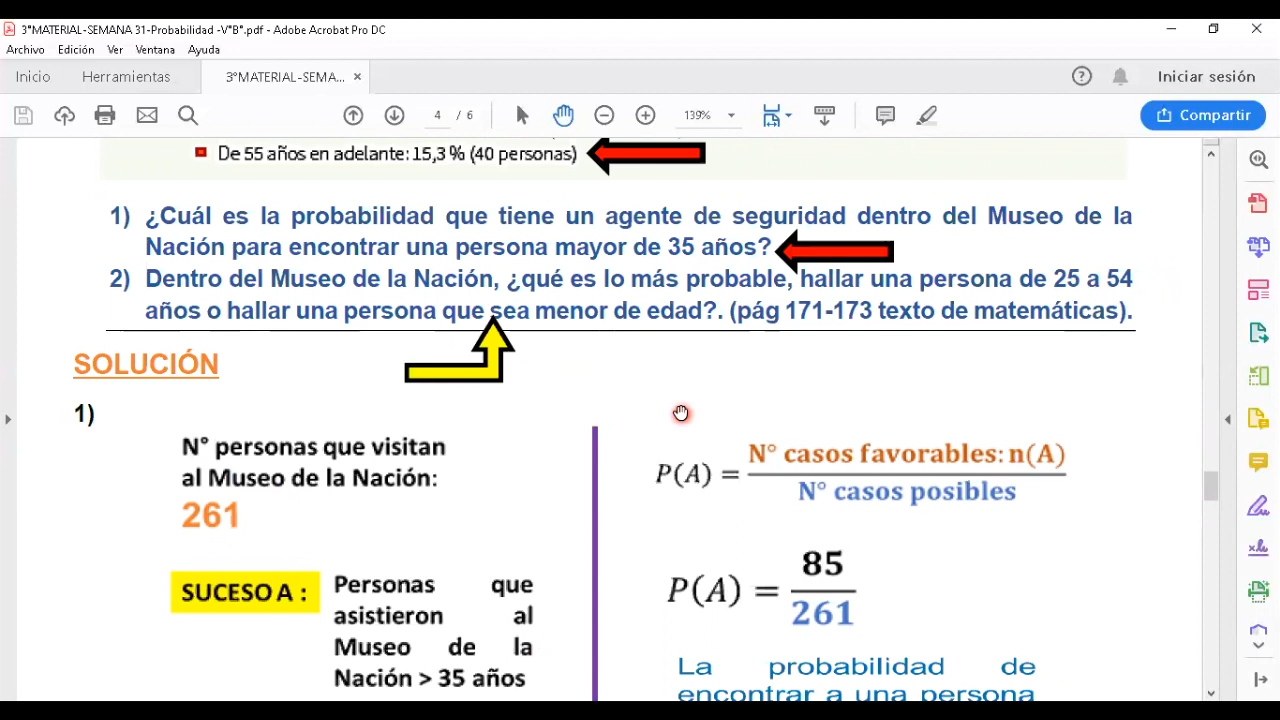 3°MATERIAL-SEMANA 31-Probabilidad -V°B°.pdf - Adobe Acrobat Pro DC
Archivo Edición Ver Ventana Ayuda
Inicio Herramientas 3°MATERIAL-SEMA... × Iniciar sesión
4 / 6 139% Compartir
De 55 años en adelante: 15,3 % (40 personas)
1) ¿Cuál es la probabilidad que tiene un agente de seguridad dentro del Museo de la
Nación para encontrar una persona mayor de 35 años?
2) Dentro del Museo de la Nación, ¿qué es lo más probable, hallar una persona de 25 a 54
años o hallar una persona que sea menor de edad?. (pág 171-173 texto de matemáticas).
SOLUCIÓN
1)
N° personas que visitan
al Museo de la Nación:
261
SUCESO A :
Personas que
asistieron al
Museo de la
Nación > 35 años
P(A) = N° casos favorables: n(A)
N° casos posibles
P(A) = 85
261
La probabilidad de
encontrar a una persona